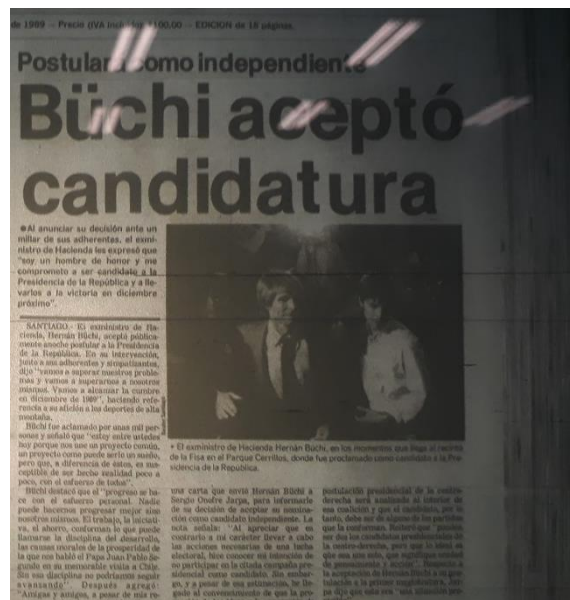 de 1989 — Precio (IVA incluido) $100,00 — EDICION de 18 páginas.
Postulará como independiente
Büchi aceptó
candidatura
●Al anunciar su decisión ante un
millar de sus adherentes, el exmi-
nistro de Hacienda les expresó que
"soy un hombre de honor y me
comprometo a ser candidato a la
Presidencia de la República y a lle-
varlos a la victoria en diciembre
próximo".
SANTIAGO.- El exministro de Ha-
cienda, Hernán Büchi, aceptó pública-
mente anoche postular a la Presidencia
de la República. En su intervención,
junto a sus adherentes y simpatizantes,
dijo "vamos a superar nuestros proble-
mas y vamos a superarnos a nosotros
mismos. Vamos a alcanzar la cumbre
en diciembre de 1989", haciendo refe-
rencia a su afición a los deportes de alta
montaña.
Büchi fue aclamado por unas mil per-
sonas y señaló que "estoy entre ustedes
hoy porque nos une un proyecto común,
un proyecto como puede serlo un sueño,
pero que, a diferencia de éstos, es sus-
ceptible de ser hecho realidad poco a
poco, con el esfuerzo de todos".
Büchi destacó que el "progreso se ha-
ce con el esfuerzo personal. Nadie
puede hacernos progresar mejor sino
nosotros mismos. El trabajo, la iniciati-
va, el ahorro, conforman lo que puede
llamarse la disciplina del desarrollo,
las causas morales de la prosperidad de
la que nos habló el Papa Juan Pablo Se-
gundo en su memorable visita a Chile.
Sin esa disciplina no podríamos seguir
avanzando". Después agregó:
"Amigas y amigos, a pesar de mis re-
• El exministro de Hacienda Hernán Büchi, en los momentos que llega al recinto
de la Fisa en el Parque Cerrillos, donde fue proclamado como candidato a la Pre-
sidencia de la República.
una carta que envió Hernán Büchi a
Sergio Onofre Jarpa, para informarle
de su decisión de aceptar su nomina-
ción como candidato independiente. La
nota señala: "Al apreciar que es
contrario a mi carácter llevar a cabo
las acciones necesarias de una lucha
electoral, hice conocer mi intención de
no participar en la citada campaña pre-
sidencial como candidato. Sin embar-
go, y a pesar de esa estimación, he lle-
gado al convencimiento de que la pro-
postulación presidencial de la centro-
derecha será analizada al interior de
esa coalición y que el candidato, por lo
tanto, debe ser de alguno de los partidos
que la conforman. Reiteró que "pueden
ser dos los candidatos presidenciales de
la centro-derecha, pero que lo ideal es
que sea uno solo, que signifique unidad
de pensamiento y acción". Respecto a
la aceptación de Hernán Büchi a su pos-
tulación a la primera magistratura, Jar-
pa dijo que esta era "una situación